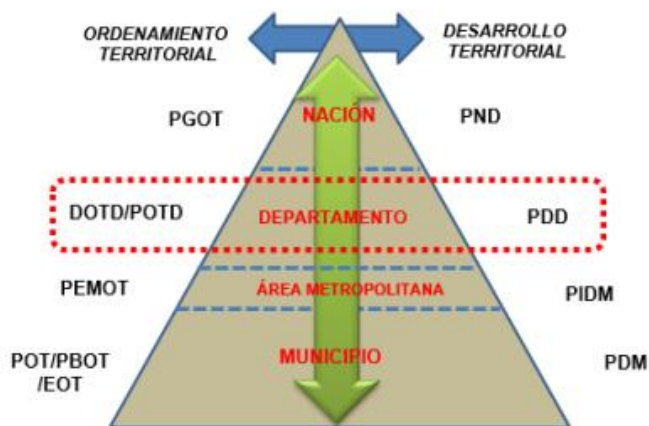 ORDENAMIENTO
TERRITORIAL
DESARROLLO
TERRITORIAL
PGOT
NACIÓN
PND
DOTD/POTD
DEPARTAMENTO
PDD
PEMOT
ÁREA METROPOLITANA
PIDM
POT/PBOT
/EOT
MUNICIPIO
PDM